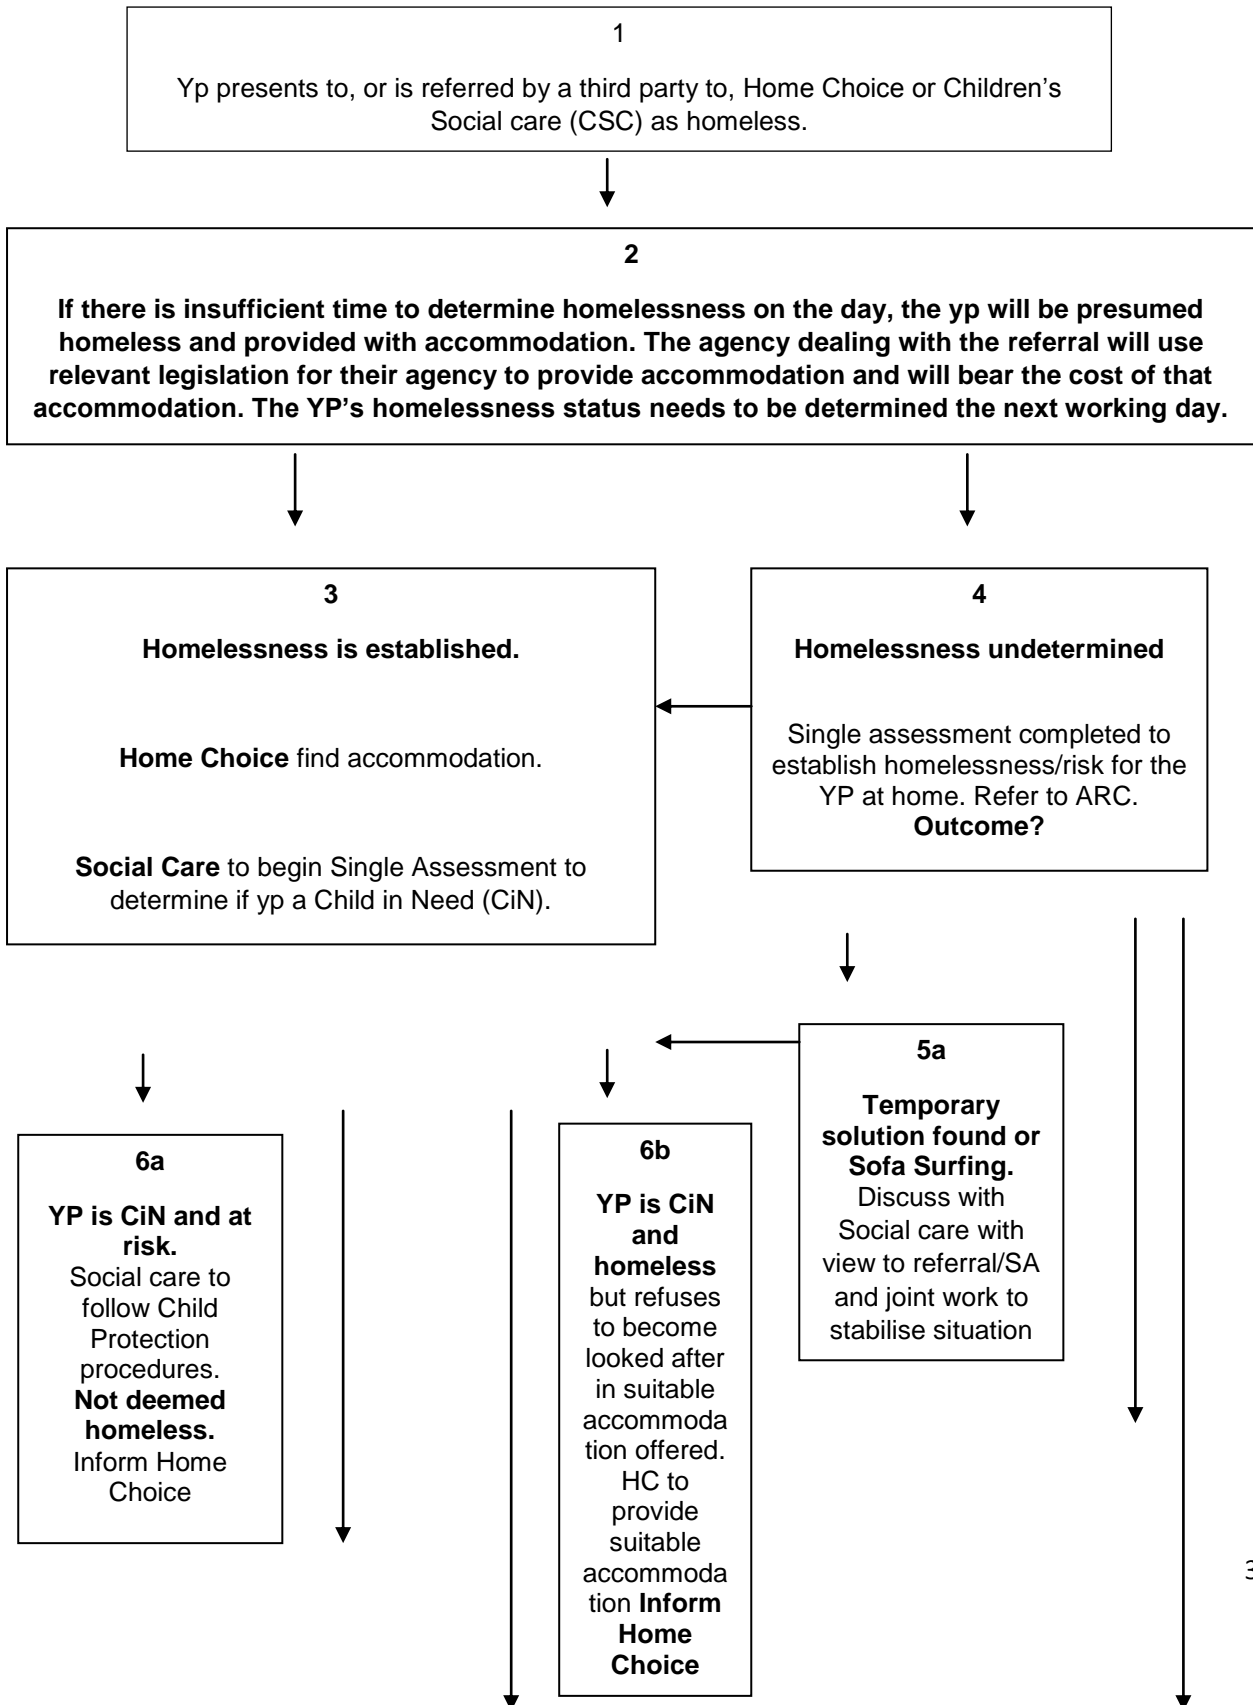 1
Yp presents to, or is referred by a third party to, Home Choice or Children's
Social care (CSC) as homeless.
2
If there is insufficient time to determine homelessness on the day, the yp will be presumed
homeless and provided with accommodation. The agency dealing with the referral will use
relevant legislation for their agency to provide accommodation and will bear the cost of that
accommodation. The YP's homelessness status needs to be determined the next working day.
3
Homelessness is established.
Home Choice find accommodation.
Social Care to begin Single Assessment to
determine if yp a Child in Need (CiN).
4
Homelessness undetermined
Single assessment completed to
establish homelessness/risk for the
YP at home. Refer to ARC.
Outcome?
5a
Temporary
solution found or
Sofa Surfing.
Discuss with
Social care with
view to referral/SA
and joint work to
stabilise situation
6a
YP is CiN and at
risk.
Social care to
follow Child
Protection
procedures.
Not deemed
homeless.
Inform Home
Choice
6b
YP is CiN
and
homeless
but refuses
to become
looked after
in suitable
accommoda
tion offered.
HC to
provide
suitable
accommoda
tion Inform
Home
Choice
3